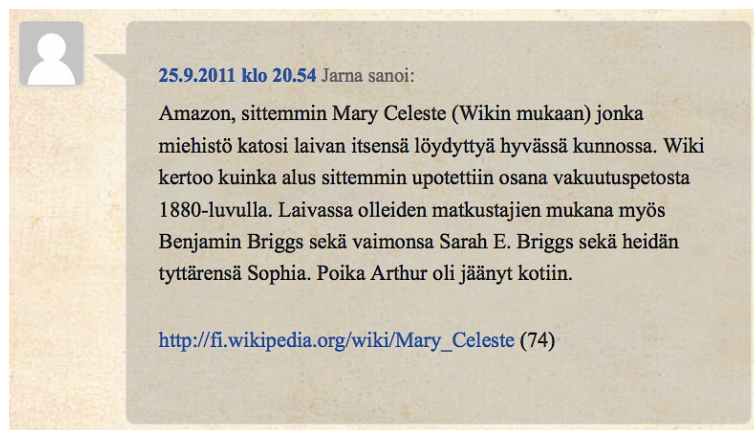 25.9.2011 klo 20.54 Jarna sanoi:
Amazon, sittemmin Mary Celeste (Wikin mukaan) jonka
miehistö katosi laivan itsensä löydyttyä hyvässä kunnossa. Wiki
kertoo kuinka alus sittemmin upotettiin osana vakuutuspetosta
1880-luvulla. Laivassa olleiden matkustajien mukana myös
Benjamin Briggs sekä vaimonsa Sarah E. Briggs sekä heidän
tyttärensä Sophia. Poika Arthur oli jäänyt kotiin.
http://fi.wikipedia.org/wiki/Mary_Celeste (74)